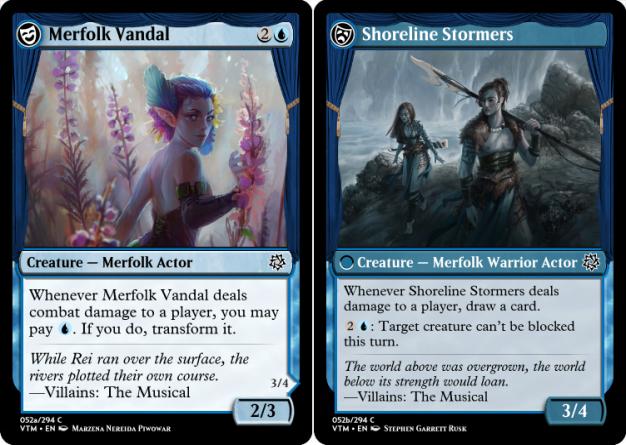 Merfolk Vandal 2
Creature — Merfolk Actor
Whenever Merfolk Vandal deals
combat damage to a player, you may
pay . If you do, transform it.
While Rei ran over the surface, the
rivers plotted their own course.
—Villains: The Musical
3/4
2/3
052a/294 C
VTM • EN Marzena Nereida Piwowar
Shoreline Stormers
Creature — Merfolk Warrior Actor
Whenever Shoreline Stormers deals
damage to a player, draw a card.
2 : Target creature can't be blocked
this turn.
The world above was overgrown, the world
below its strength would loan.
—Villains: The Musical
3/4
052b/294 C
VTM • EN Stephen Garrett Rusk